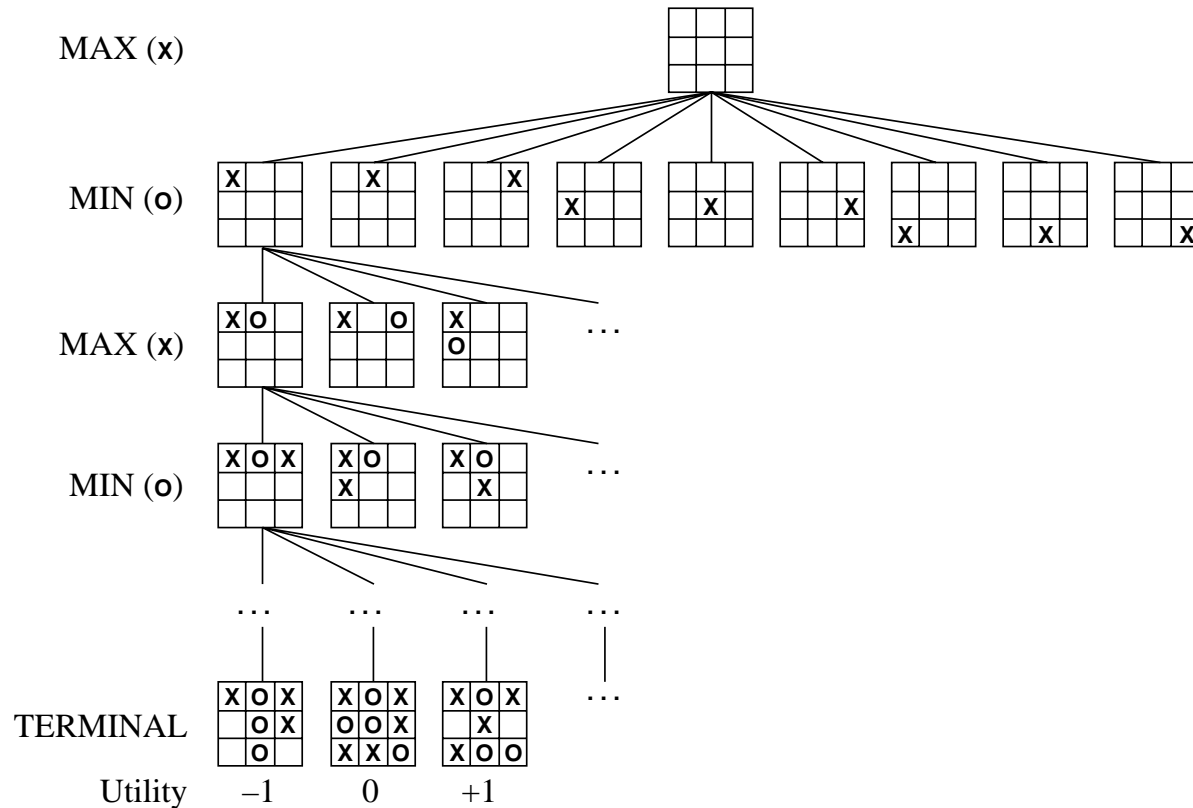 MAX (X)
MIN (O)
X
X
X
X
X
X
X
X
X
MAX (X)
X O
X O
X
O
...
MIN (O)
X O X
X O
X
X O
X
...
... ... ... ...
TERMINAL
X O X
O X
O
X O X
O O X
X X O
X O X
X
X O O
...
Utility –1 0 +1